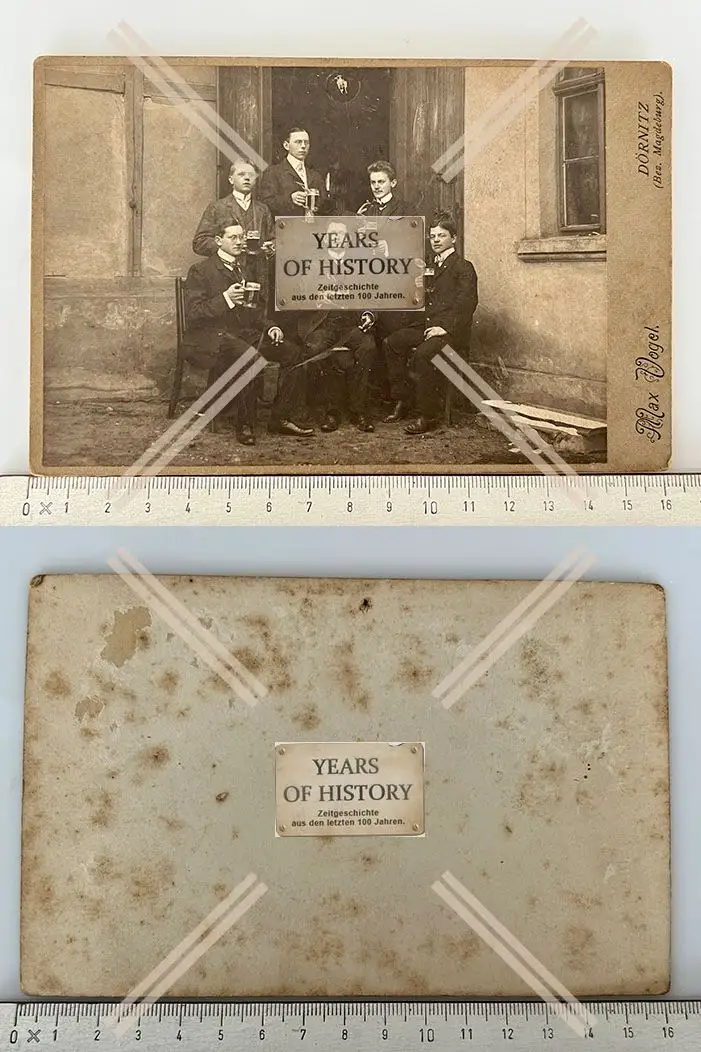 DÖRNITZ
(Bez. Magdeburg).
Max Vogel.
YEARS
OF HISTORY
Zeitgeschichte
aus den letzten 100 Jahren.
0 1 2 3 4 5 6 7 8 9 10 11 12 13 14 15 16
YEARS
OF HISTORY
Zeitgeschichte
aus den letzten 100 Jahren.
0 1 2 3 4 5 6 7 8 9 10 11 12 13 14 15 16